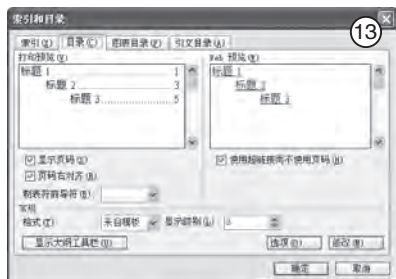 索引和目录
13
索引(X) 目录(C) 图表目录(F) 引文目录(A)
打印预览(V)
标题 1 1
标题 2 3
标题 3 5
Web 预览(W)
标题 1
标题 2
标题 3
显示页码(S)
页码右对齐(R)
使用超链接而不使用页码(H)
制表符前导符(B):
常规
格式(T): 来自模板 显示级别(L): 3
显示大纲工具栏(U) 选项(O) 修改(M)
确定 取消